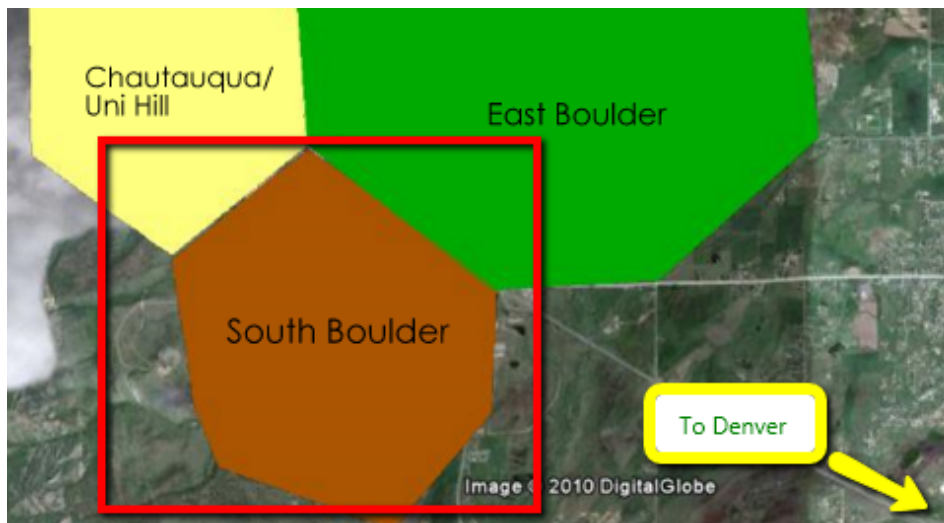 Chautauqua/
Uni Hill
East Boulder
South Boulder
To Denver
Image © 2010 DigitalGlobe